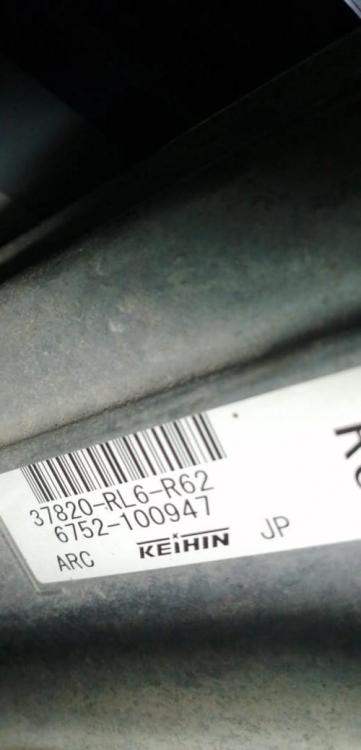 37820-RL6-R62
6752-100947
ARC KEIHIN JP